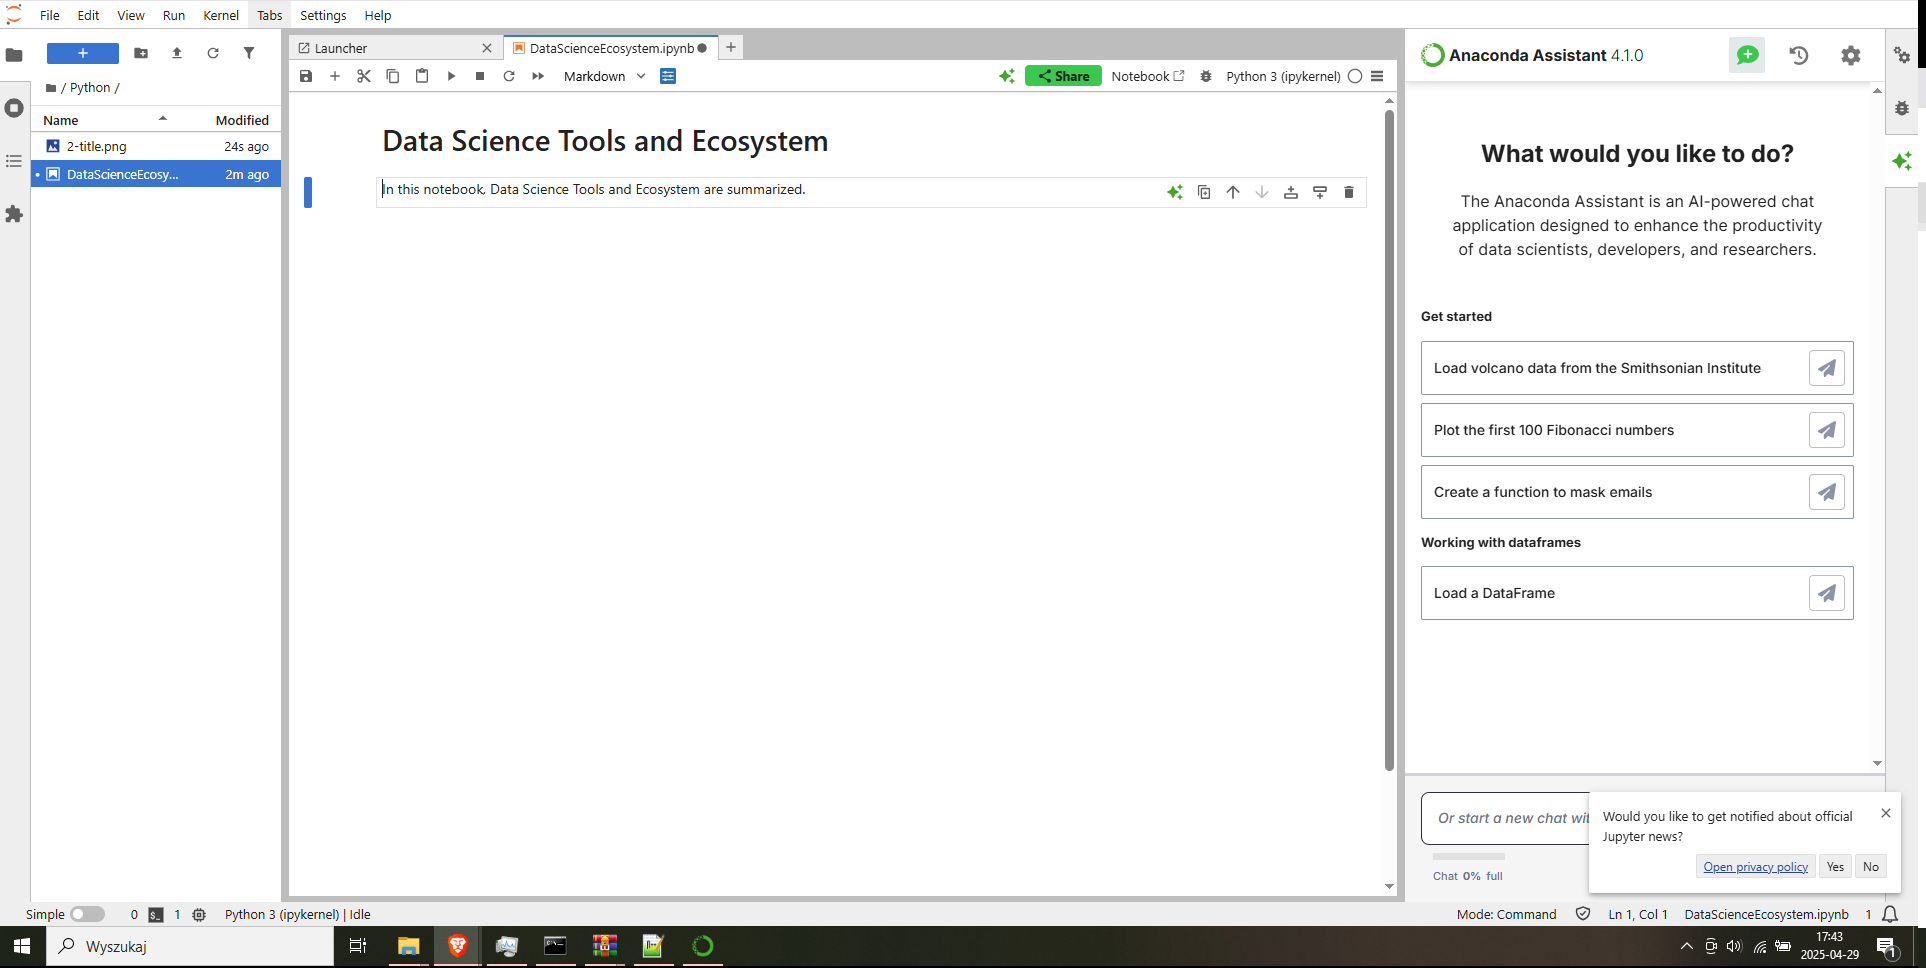 File Edit View Run Kernel Tabs Settings Help
/ Python /
Name Modified
2-title.png 24s ago
DataScienceEcosy... 2m ago
Launcher
DataScienceEcosystem.ipynb
Markdown
Share
Notebook
Python 3 (ipykernel)
Data Science Tools and Ecosystem
In this notebook, Data Science Tools and Ecosystem are summarized.
Anaconda Assistant 4.1.0
What would you like to do?
The Anaconda Assistant is an AI-powered chat
application designed to enhance the productivity
of data scientists, developers, and researchers.
Get started
Load volcano data from the Smithsonian Institute
Plot the first 100 Fibonacci numbers
Create a function to mask emails
Working with dataframes
Load a DataFrame
Or start a new chat wit
Chat 0% full
Would you like to get notified about official
Jupyter news?
Open privacy policy Yes No
Simple 0 1 Python 3 (ipykernel) | Idle
Mode: Command Ln 1, Col 1 DataScienceEcosystem.ipynb 1
Wyszukaj
17:43
2025-04-29
1